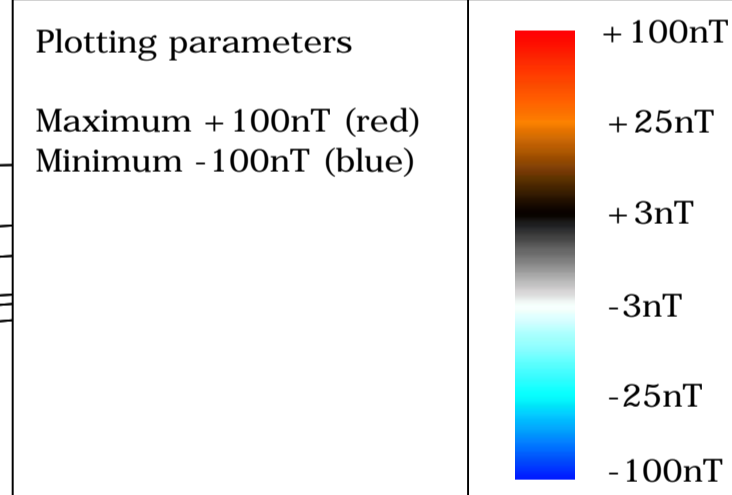 Plotting parameters
Maximum +100nT (red)
Minimum -100nT (blue)
+100nT
+25nT
+3nT
-3nT
-25nT
-100nT